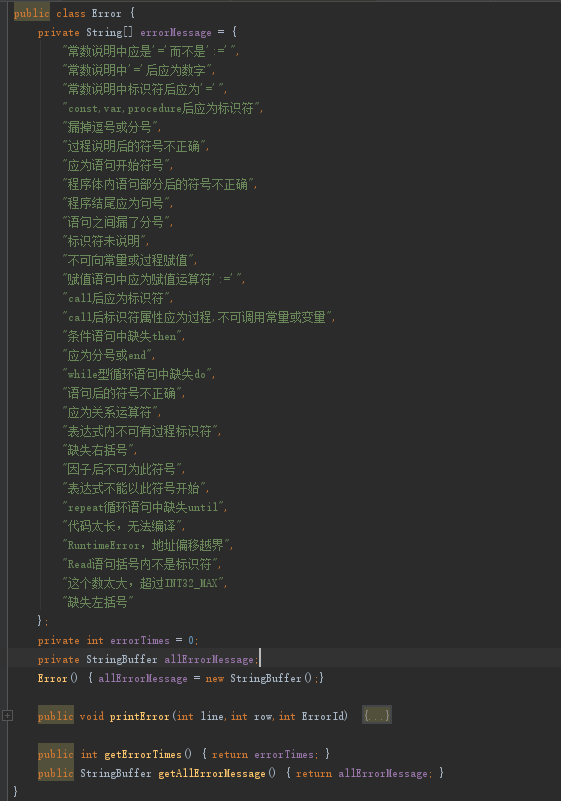 public class Error {
private String[] errorMessage = {
"常数说明中应是'='而不是':='",
"常数说明中'='后应为数字",
"常数说明中标识符后应为'='",
"const,var,procedure后应为标识符",
"漏掉逗号或分号",
"过程说明后的符号不正确",
"应为语句开始符号",
"程序体内语句部分后的符号不正确",
"程序结尾应为句号",
"语句之间漏了分号",
"标识符未说明",
"不可向常量或过程赋值",
"赋值语句中应为赋值运算符':='",
"call后应为标识符",
"call后标识符属性应为过程,不可调用常量或变量",
"条件语句中缺失then",
"应为分号或end",
"while型循环语句中缺失do",
"语句后的符号不正确",
"应为关系运算符",
"表达式内不可有过程标识符",
"缺失右括号",
"因子后不可为此符号",
"表达式不能以此符号开始",
"repeat循环语句中缺失until",
"代码太长，无法编译",
"RuntimeError，地址偏移越界",
"Read语句括号内不是标识符",
"这个数太大，超过INT32_MAX",
"缺失左括号"
};
private int errorTimes = 0;
private StringBuffer allErrorMessage;
Error() { allErrorMessage = new StringBuffer();}
public void printError(int line,int row,int ErrorId) {...}
public int getErrorTimes() { return errorTimes; }
public StringBuffer getAllErrorMessage() { return allErrorMessage; }
}